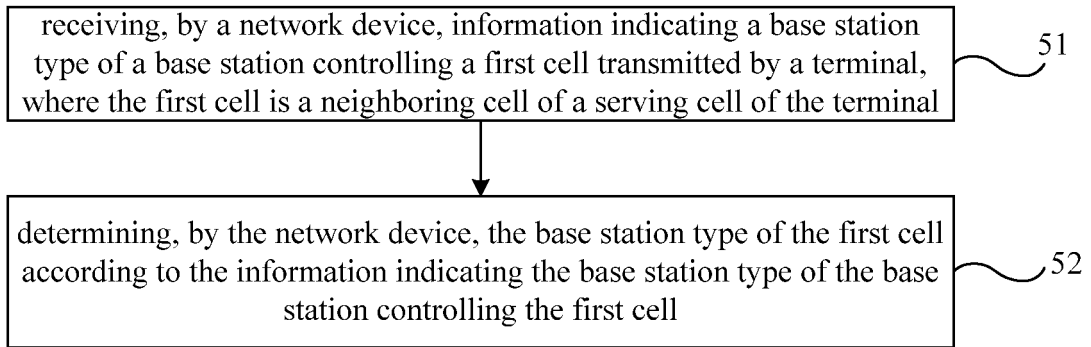 receiving, by a network device, information indicating a base station
type of a base station controlling a first cell transmitted by a terminal,
where the first cell is a neighboring cell of a serving cell of the terminal
51
determining, by the network device, the base station type of the first cell
according to the information indicating the base station type of the base
station controlling the first cell
52